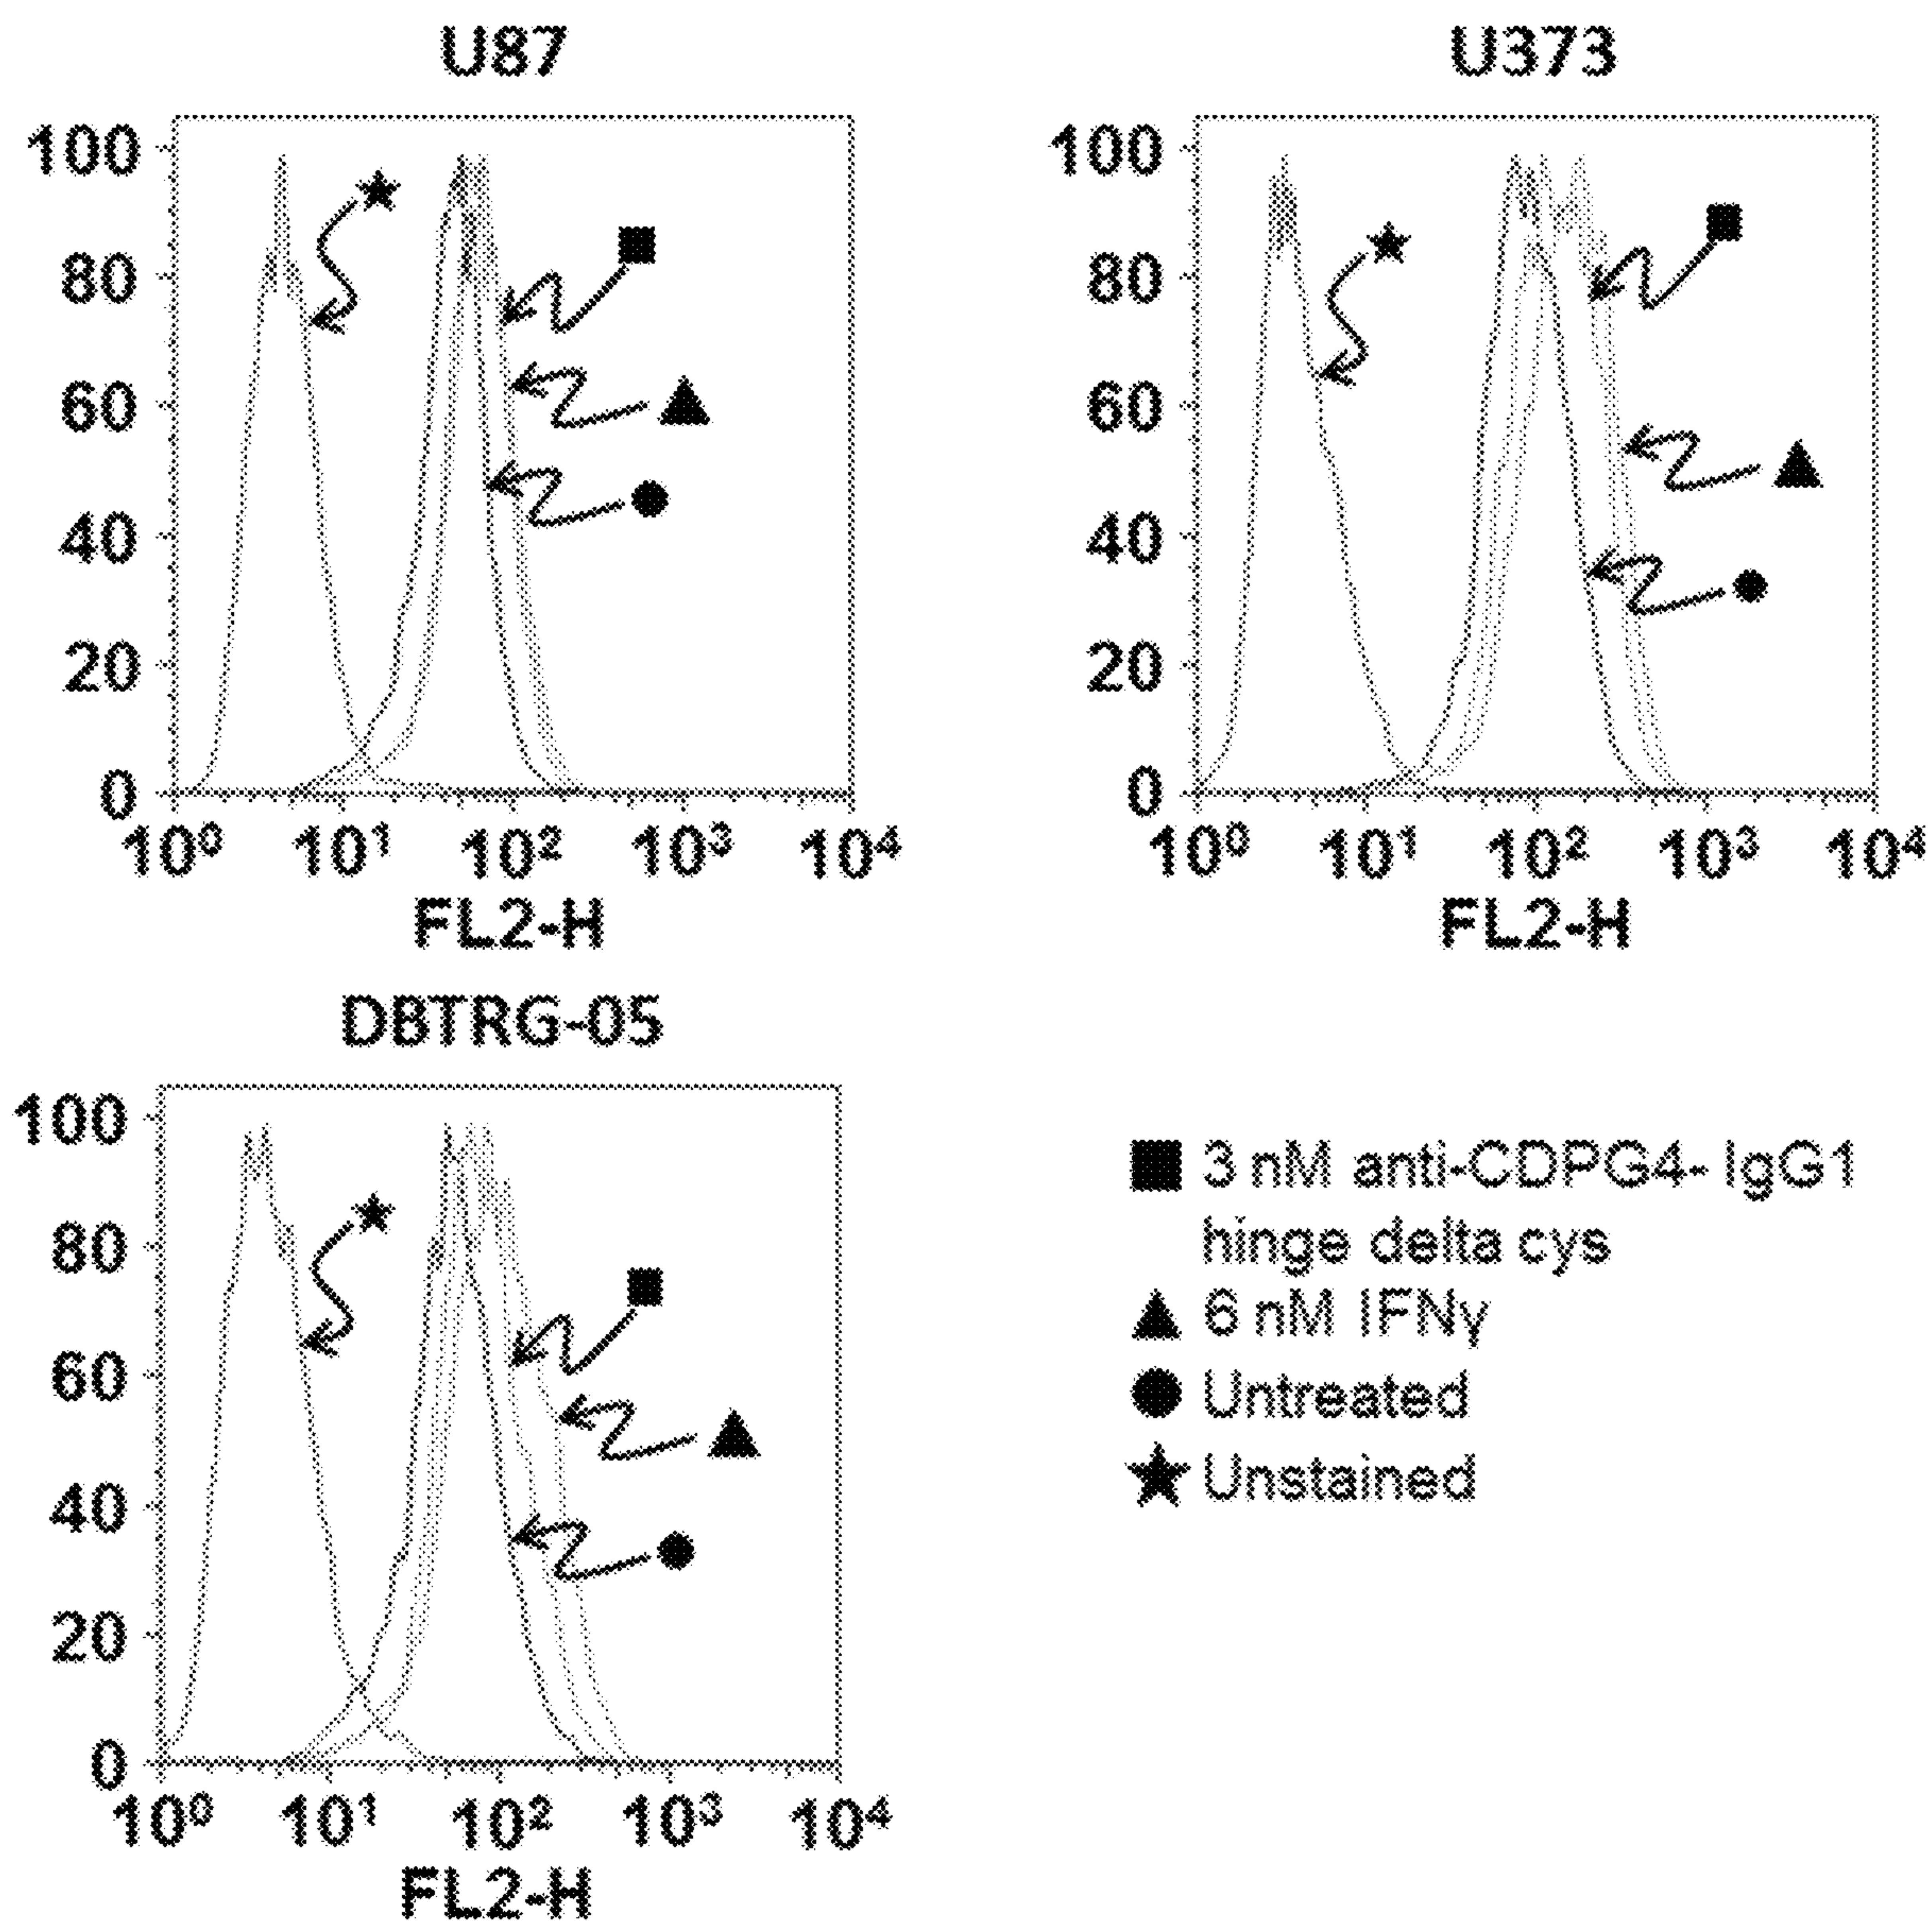 U87
100
80
60
40
20
0
10⁰ 10¹ 10² 10³ 10⁴
FL2-H
U373
100
80
60
40
20
0
10⁰ 10¹ 10² 10³ 10⁴
FL2-H
DBTRG-05
100
80
60
40
20
0
10⁰ 10¹ 10² 10³ 10⁴
FL2-H
3 nM anti-CDPG4- IgG1
hinge delta cys
6 nM IFNγ
Untreated
Unstained